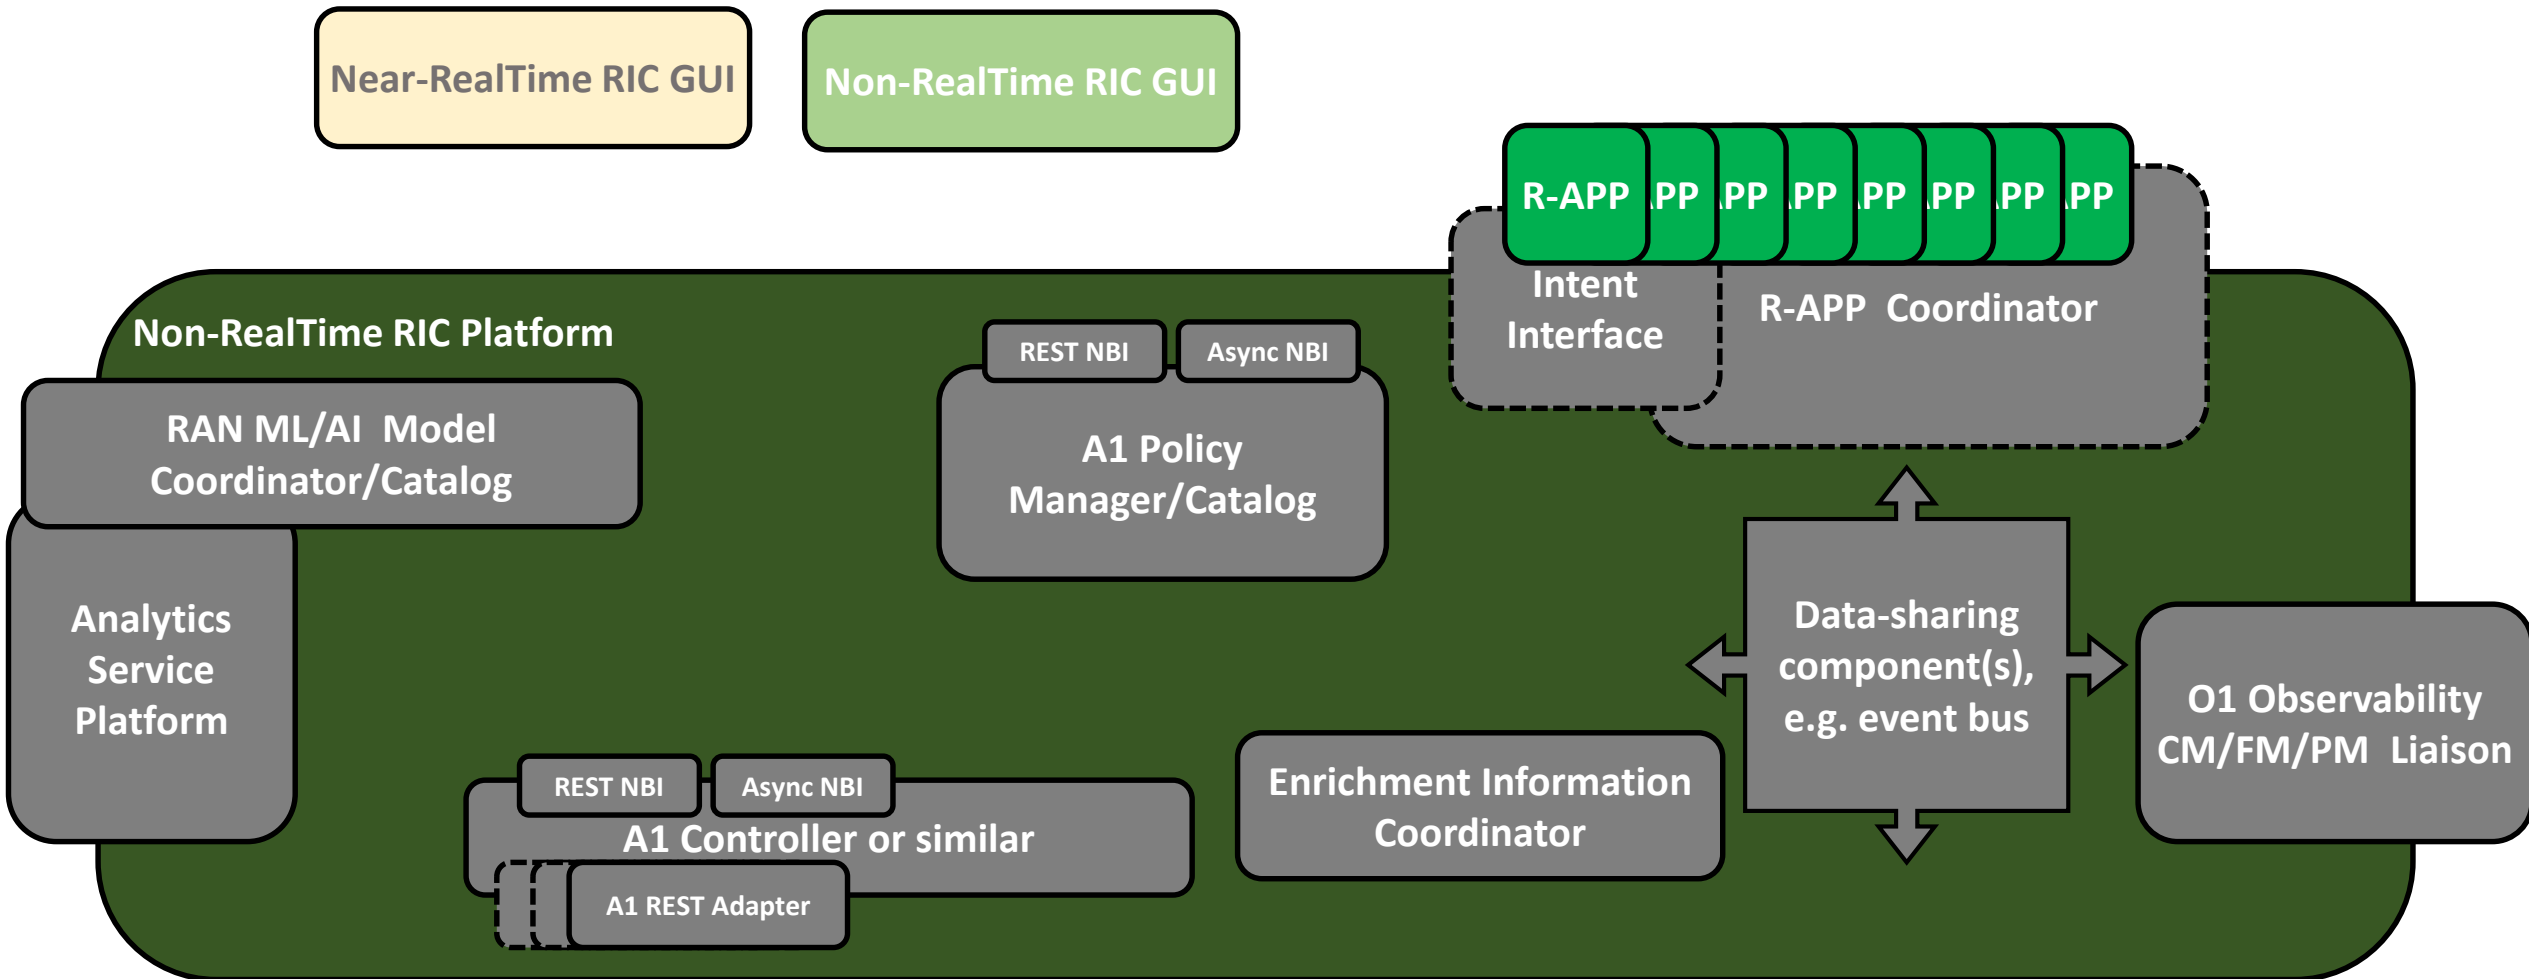 Near-RealTime RIC GUI
Non-RealTime RIC GUI
R-APP
PP
PP
PP
PP
PP
PP
APP
Intent
Interface
R-APP Coordinator
Non-RealTime RIC Platform
REST NBI
Async NBI
A1 Policy
Manager/Catalog
RAN ML/AI Model
Coordinator/Catalog
Analytics
Service
Platform
Data-sharing
component(s),
e.g. event bus
O1 Observability
CM/FM/PM Liaison
REST NBI
Async NBI
A1 Controller or similar
A1 REST Adapter
Enrichment Information
Coordinator